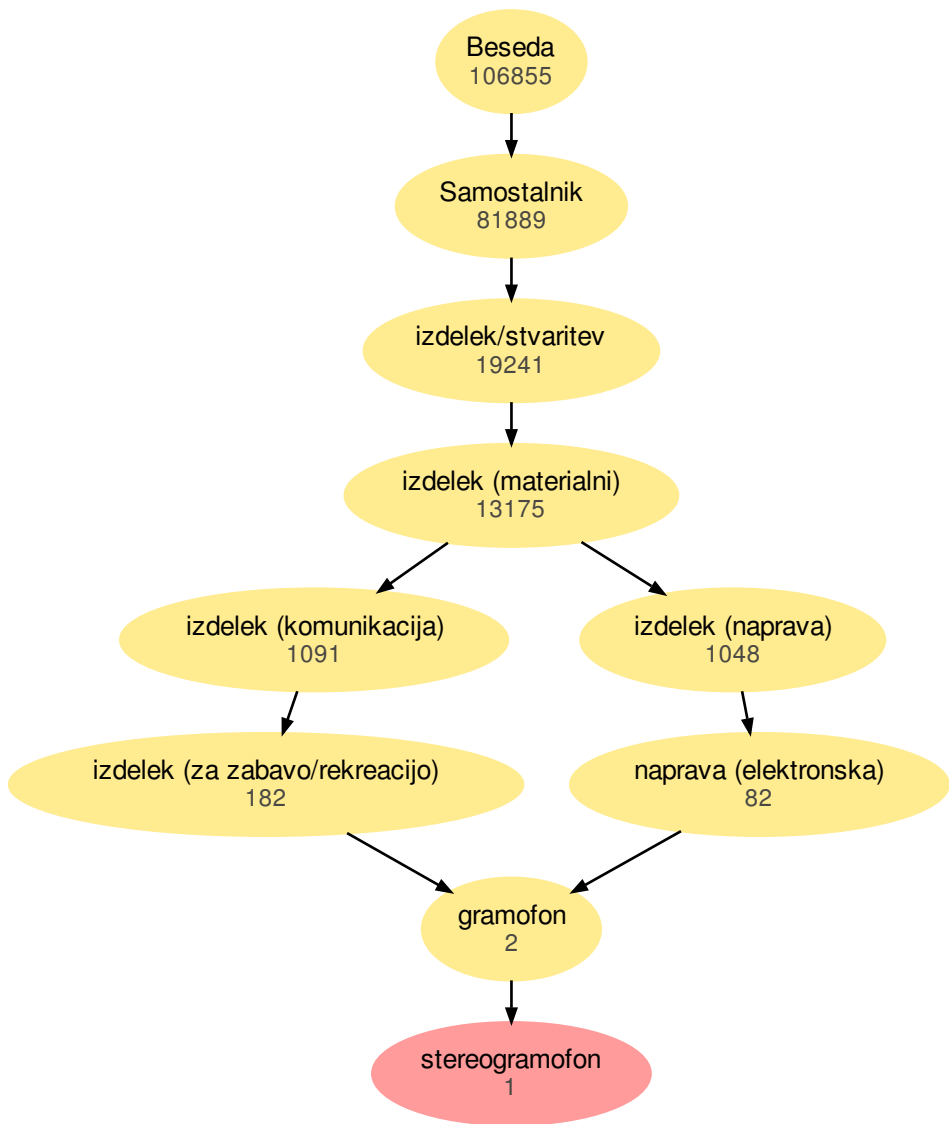 Beseda
106855
Samostalnik
81889
izdelek/stvaritev
19241
izdelek (materialni)
13175
izdelek (komunikacija)
1091
izdelek (naprava)
1048
izdelek (za zabavo/rekreacijo)
182
naprava (elektronska)
82
gramofon
2
stereogramofon
1